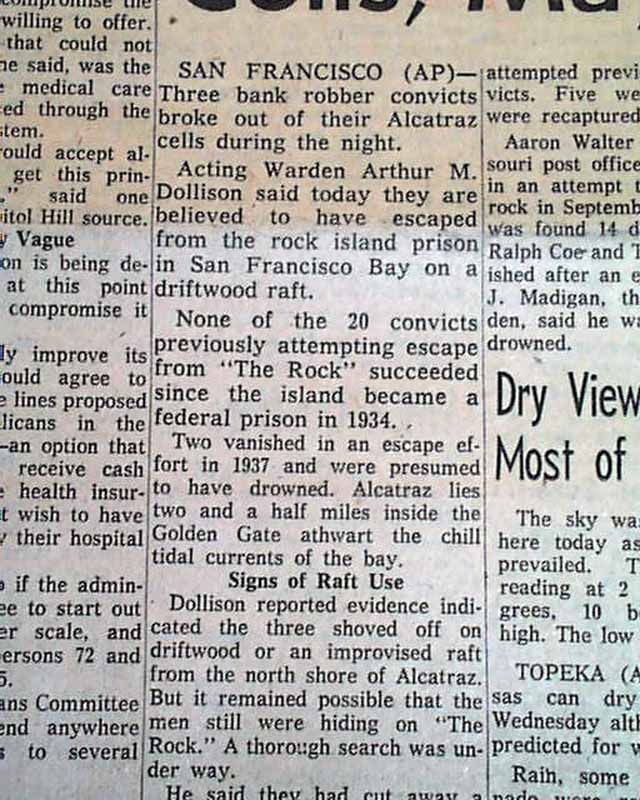 willing to offer.
that could not
he said, was the
medical care
through the
would accept al-
get this prin-
said one
Capitol Hill source.
Vague
is being de-
at this point
compromise it
improve its
would agree to
lines proposed
in the
—an option that
receive cash
health insur-
wish to have
their hospital
if the admin-
to start out
scale, and
persons 72 and
Committee
anywhere
to several
SAN FRANCISCO (AP)—
Three bank robber convicts
broke out of their Alcatraz
cells during the night.
Acting Warden Arthur M.
Dollison said today they are
believed to have escaped
from the rock island prison
in San Francisco Bay on a
driftwood raft.
None of the 20 convicts
previously attempting escape
from "The Rock" succeeded
since the island became a
federal prison in 1934.
Two vanished in an escape ef-
fort in 1937 and were presumed
to have drowned. Alcatraz lies
two and a half miles inside the
Golden Gate athwart the chill
tidal currents of the bay.
Signs of Raft Use
Dollison reported evidence indi-
cated the three shoved off on
driftwood or an improvised raft
from the north shore of Alcatraz.
But it remained possible that the
men still were hiding on "The
Rock." A thorough search was un-
der way.
He said they had cut away a
attempted previ
victs. Five we
were recaptured
Aaron Walter
souri post office
in an attempt t
rock in Septemb
was found 14 d
Ralph Coe and T
ished after an e
J. Madigan, th
den, said he wa
drowned.
Dry View
Most of
The sky wa
here today as
prevailed. T
reading at 2
grees, 10 b
high. The low
TOPEKA (A
sas can dry
Wednesday alt
predicted for w
Rain, some